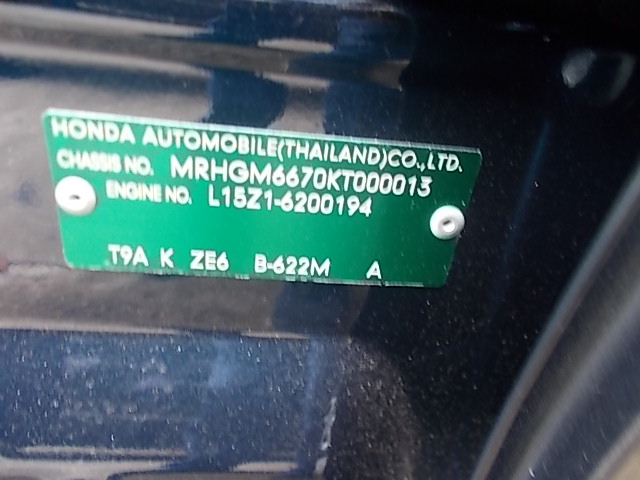 HONDA AUTOMOBILE(THAILAND)CO.,LTD.
CHASSIS NO. MRHGM6670KT000013
ENGINE NO. L15Z1-6200194
T9A K ZE6 B-622M A